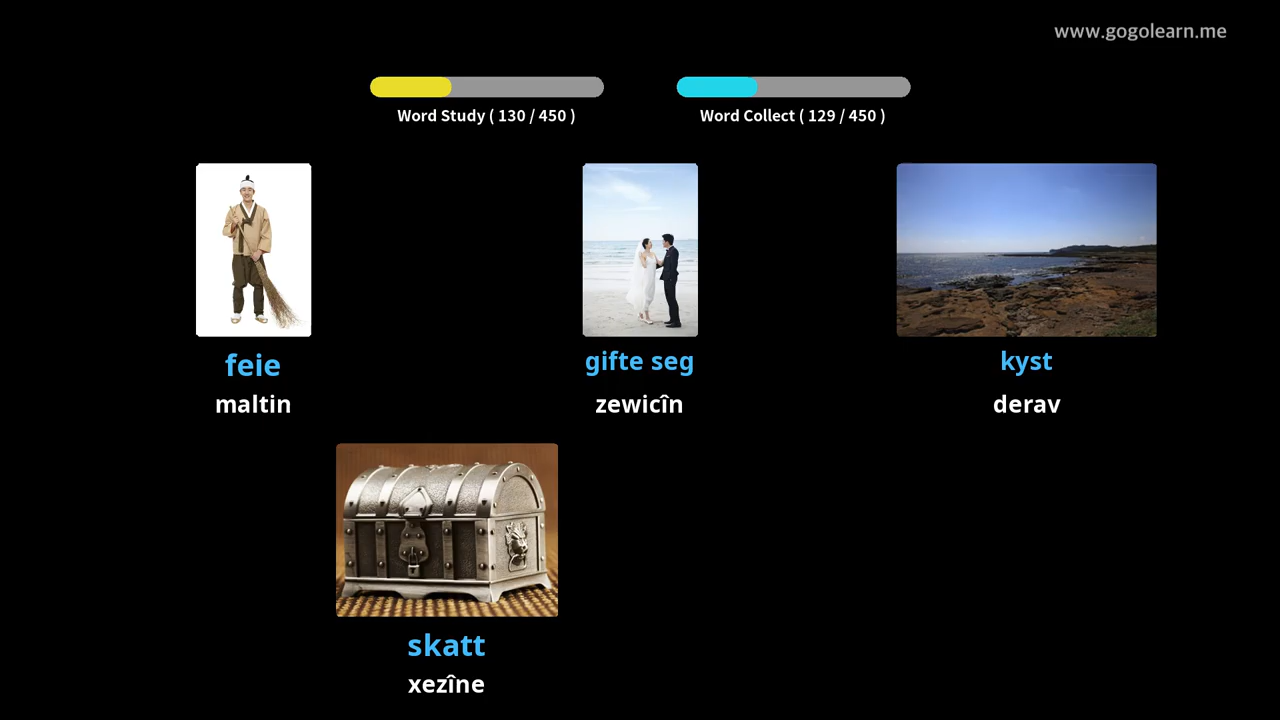 www.gogolearn.me
Word Study ( 130 / 450 )
Word Collect ( 129 / 450 )
feie
maltin
gifte seg
zewicîn
kyst
derav
skatt
xezîne